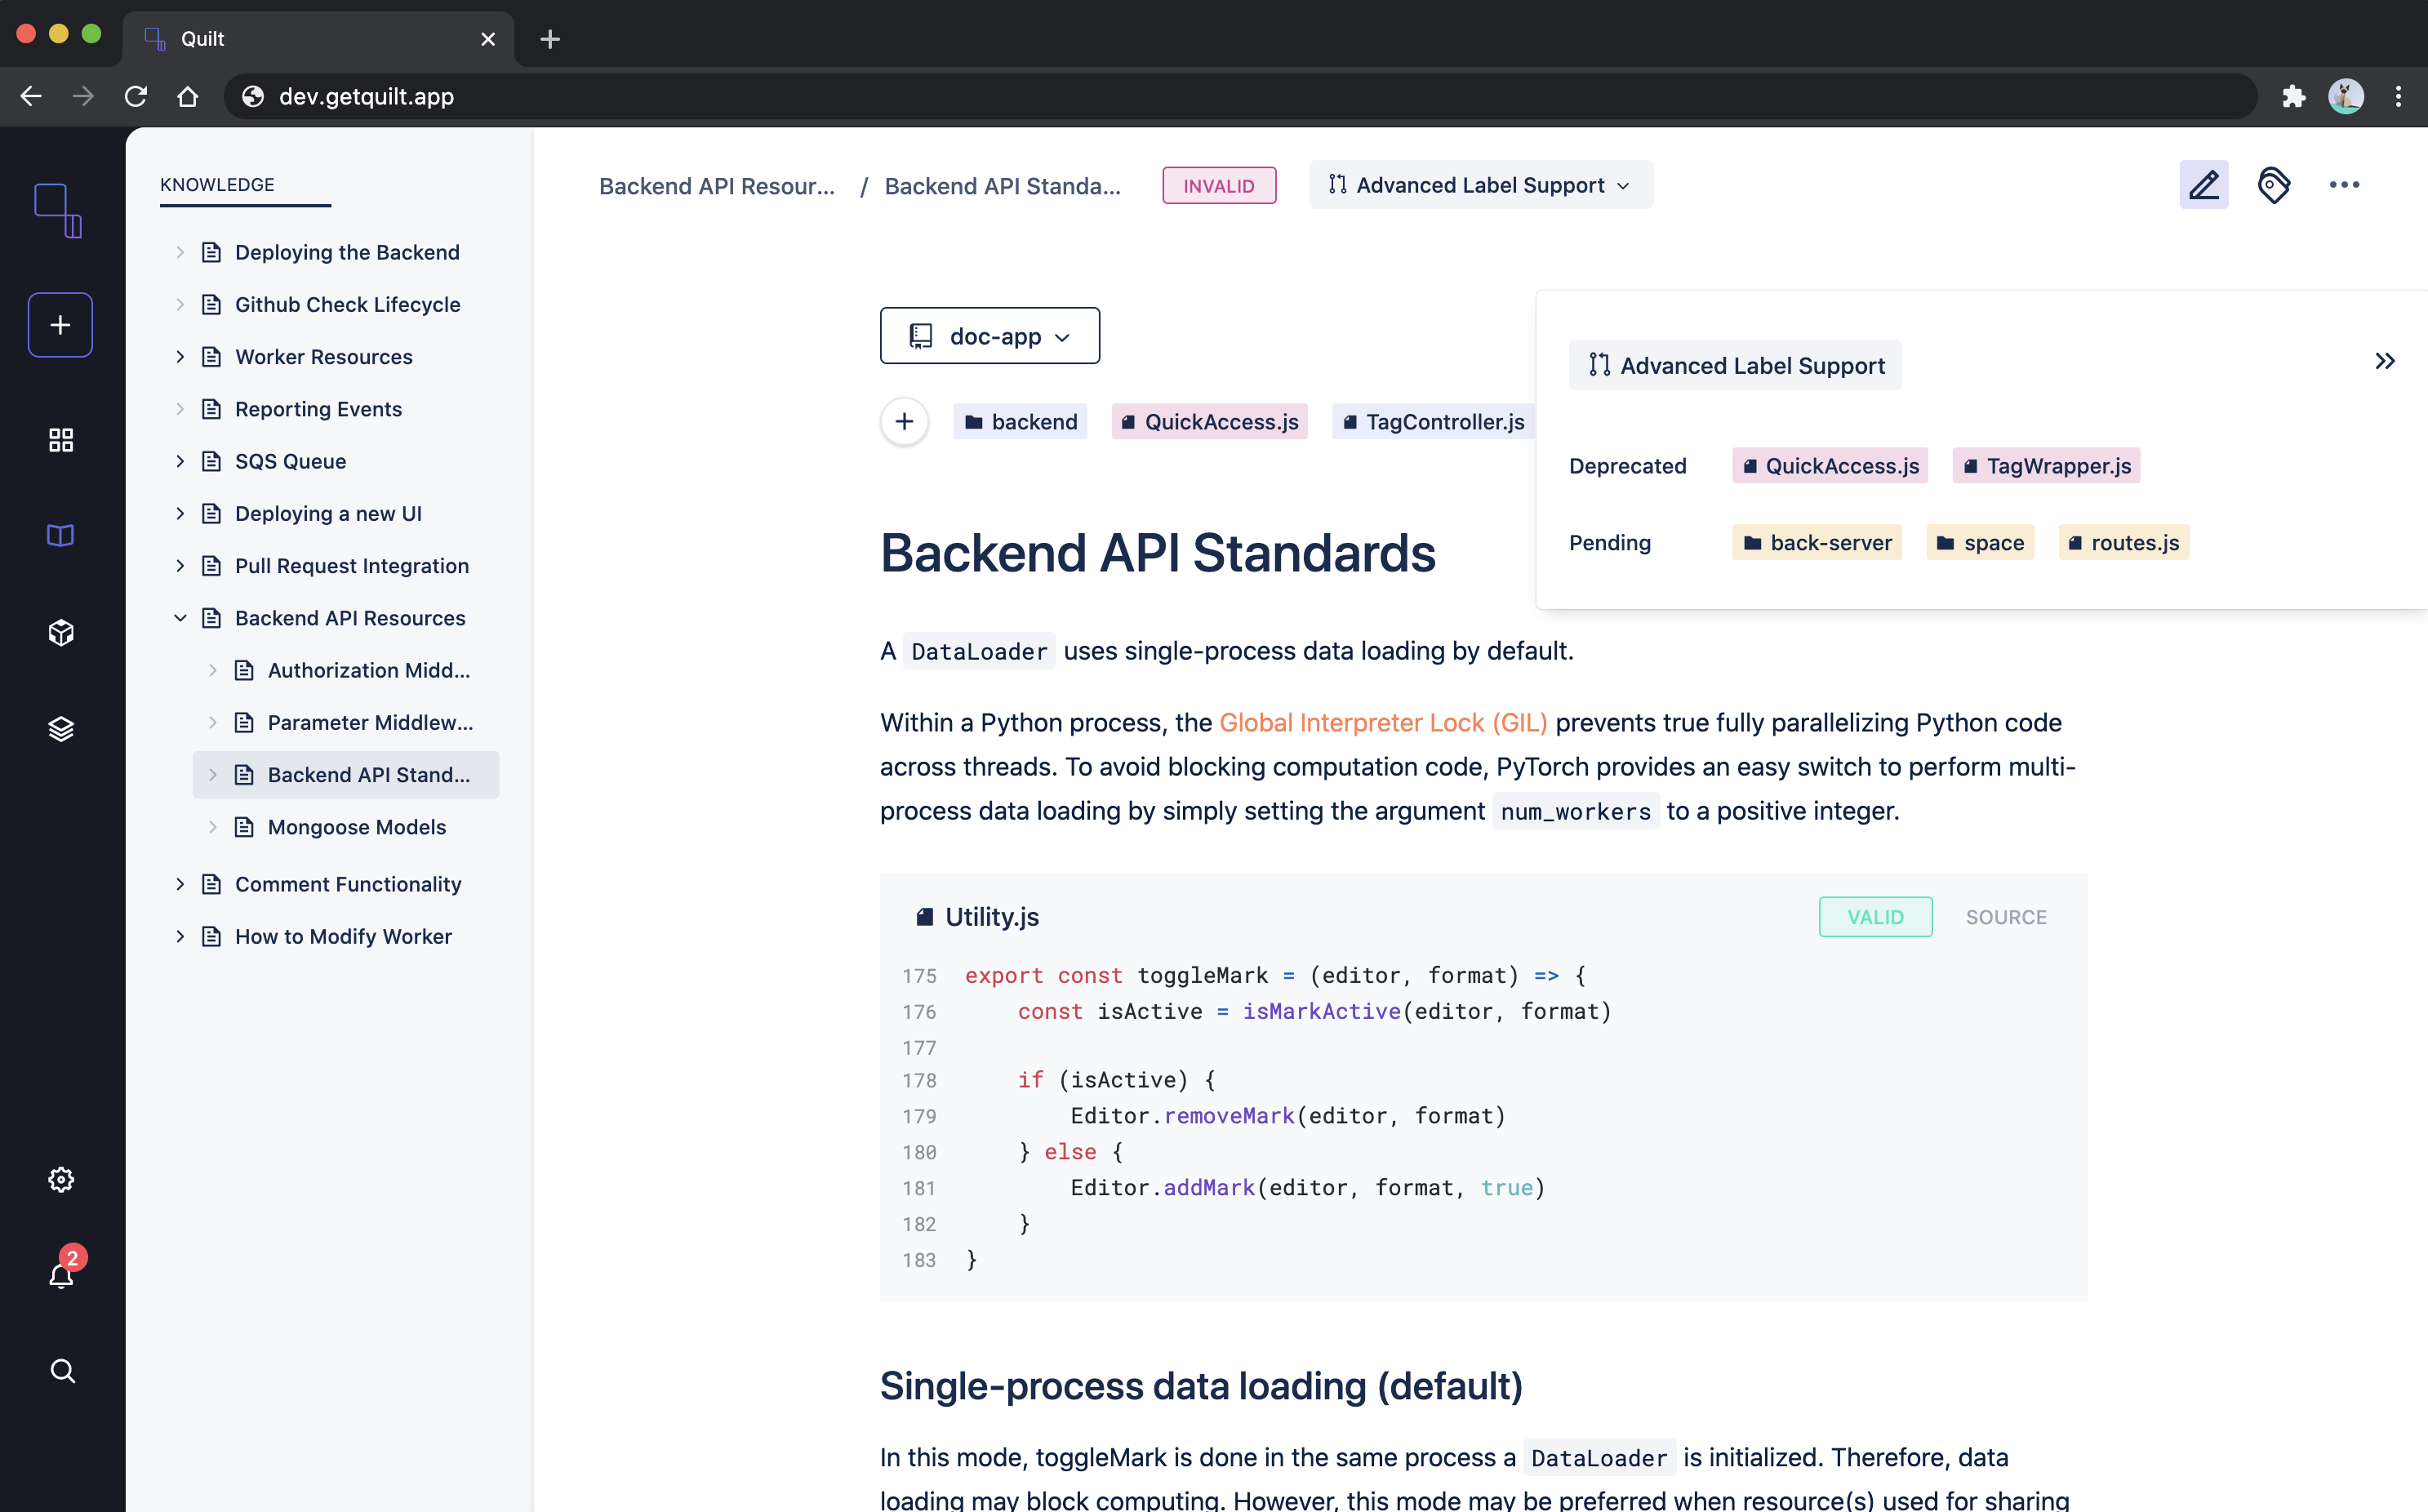 Quilt
dev.getquilt.app
KNOWLEDGE
Deploying the Backend
Github Check Lifecycle
Worker Resources
Reporting Events
SQS Queue
Deploying a new UI
Pull Request Integration
Backend API Resources
Authorization Midd...
Parameter Middlew...
Backend API Stand...
Mongoose Models
Comment Functionality
How to Modify Worker
2
Backend API Resour... / Backend API Standa... INVALID Advanced Label Support
doc-app
backend QuickAccess.js TagController.js
Advanced Label Support
Deprecated QuickAccess.js TagWrapper.js
Pending back-server space routes.js
Backend API Standards
A DataLoader uses single-process data loading by default.
Within a Python process, the Global Interpreter Lock (GIL) prevents true fully parallelizing Python code
across threads. To avoid blocking computation code, PyTorch provides an easy switch to perform multi-
process data loading by simply setting the argument num_workers to a positive integer.
Utility.js VALID SOURCE
175 export const toggleMark = (editor, format) => {
176 const isActive = isMarkActive(editor, format)
177
178 if (isActive) {
179 Editor.removeMark(editor, format)
180 } else {
181 Editor.addMark(editor, format, true)
182 }
183 }
Single-process data loading (default)
In this mode, toggleMark is done in the same process a DataLoader is initialized. Therefore, data
loading may block computing. However, this mode may be preferred when resource(s) used for sharing